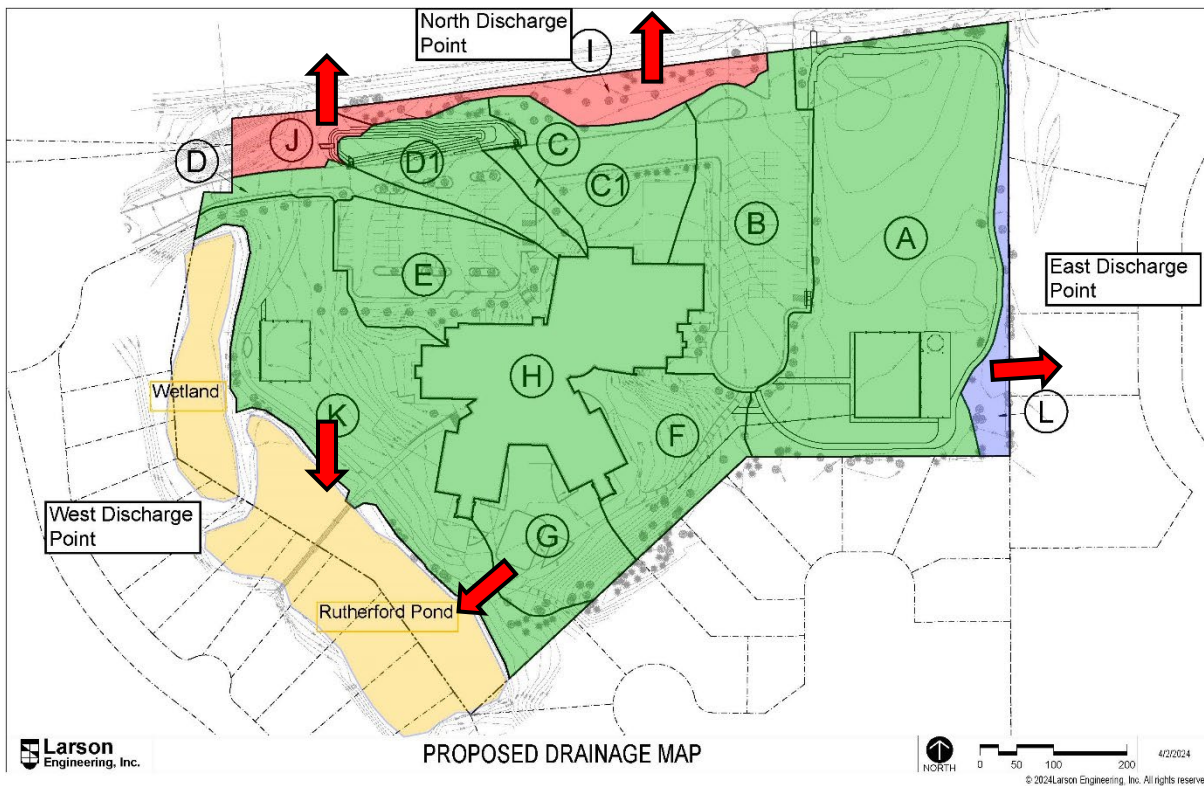 North Discharge
Point
I
J
D
D1
C
C1
B
A
East Discharge
Point
E
H
L
Wetland
K
F
West Discharge
Point
G
Rutherford Pond
Larson
Engineering, Inc.
PROPOSED DRAINAGE MAP
NORTH
0 50 100 200
4/2/2024
© 2024Larson Engineering, Inc. All rights reserve